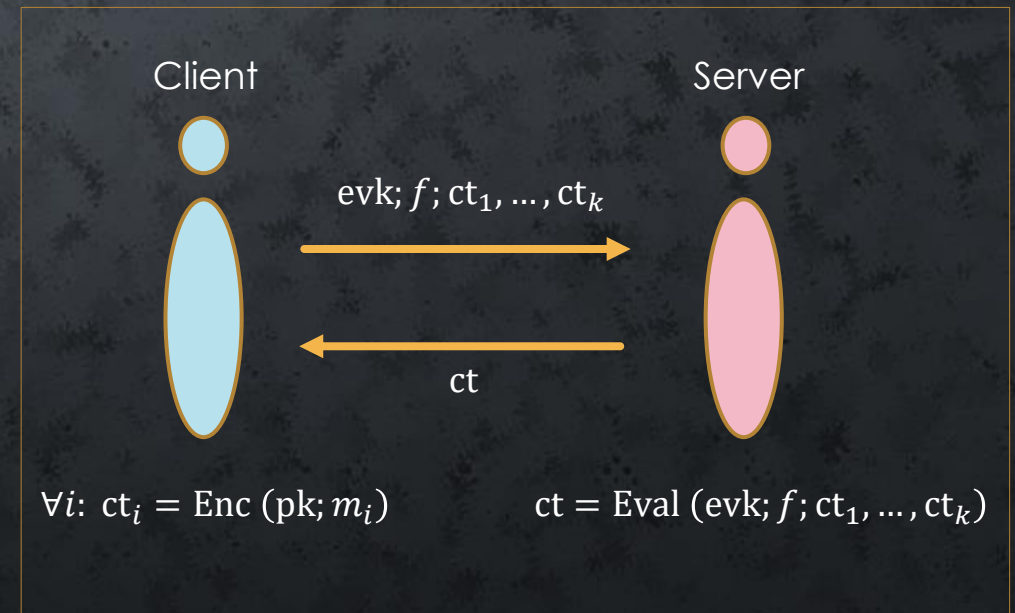 Client
Server
evk; f; ct₁, … , ctₖ
ct
∀i: ctᵢ = Enc (pk; mᵢ)
ct = Eval (evk; f; ct₁, … , ctₖ)